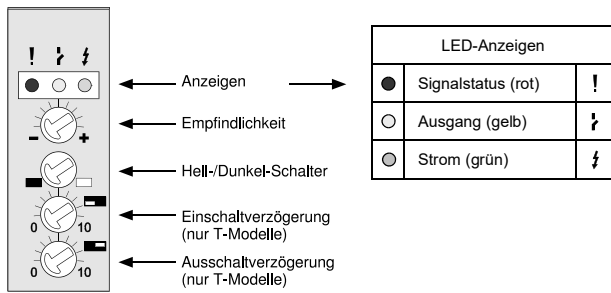 !
- +
0 10
0 10
Anzeigen
Empfindlichkeit
Hell-/Dunkel-Schalter
Einschaltverzögerung
(nur T-Modelle)
Ausschaltverzögerung
(nur T-Modelle)
LED-Anzeigen
Signalstatus (rot) !
Ausgang (gelb)
Strom (grün)